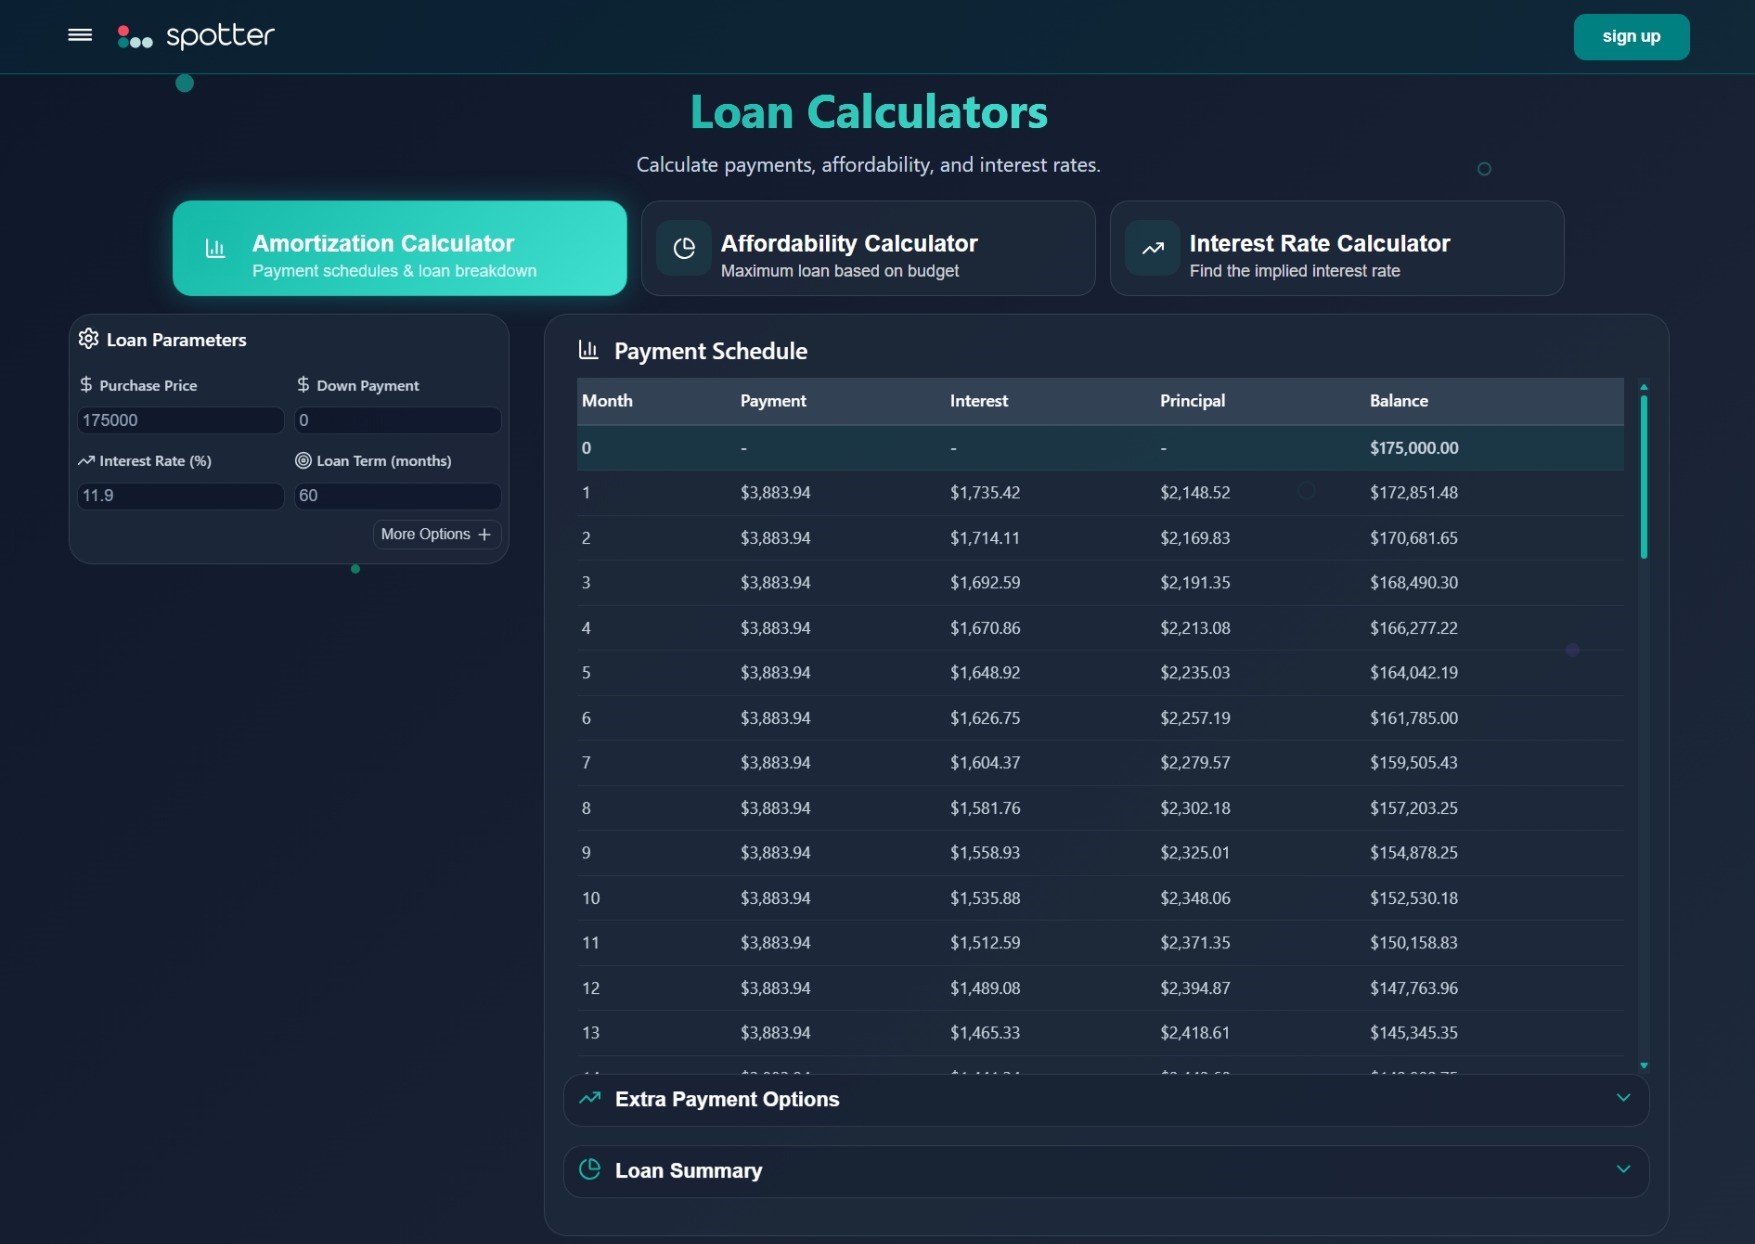 spotter
sign up
Loan Calculators
Calculate payments, affordability, and interest rates.
Amortization Calculator
Payment schedules & loan breakdown
Affordability Calculator
Maximum loan based on budget
Interest Rate Calculator
Find the implied interest rate
Loan Parameters
$ Purchase Price
$ Down Payment
175000
0
Interest Rate (%)
Loan Term (months)
11.9
60
More Options +
Payment Schedule
Month Payment Interest Principal Balance
0 - - - $175,000.00
1 $3,883.94 $1,735.42 $2,148.52 $172,851.48
2 $3,883.94 $1,714.11 $2,169.83 $170,681.65
3 $3,883.94 $1,692.59 $2,191.35 $168,490.30
4 $3,883.94 $1,670.86 $2,213.08 $166,277.22
5 $3,883.94 $1,648.92 $2,235.03 $164,042.19
6 $3,883.94 $1,626.75 $2,257.19 $161,785.00
7 $3,883.94 $1,604.37 $2,279.57 $159,505.43
8 $3,883.94 $1,581.76 $2,302.18 $157,203.25
9 $3,883.94 $1,558.93 $2,325.01 $154,878.25
10 $3,883.94 $1,535.88 $2,348.06 $152,530.18
11 $3,883.94 $1,512.59 $2,371.35 $150,158.83
12 $3,883.94 $1,489.08 $2,394.87 $147,763.96
13 $3,883.94 $1,465.33 $2,418.61 $145,345.35
Extra Payment Options
Loan Summary